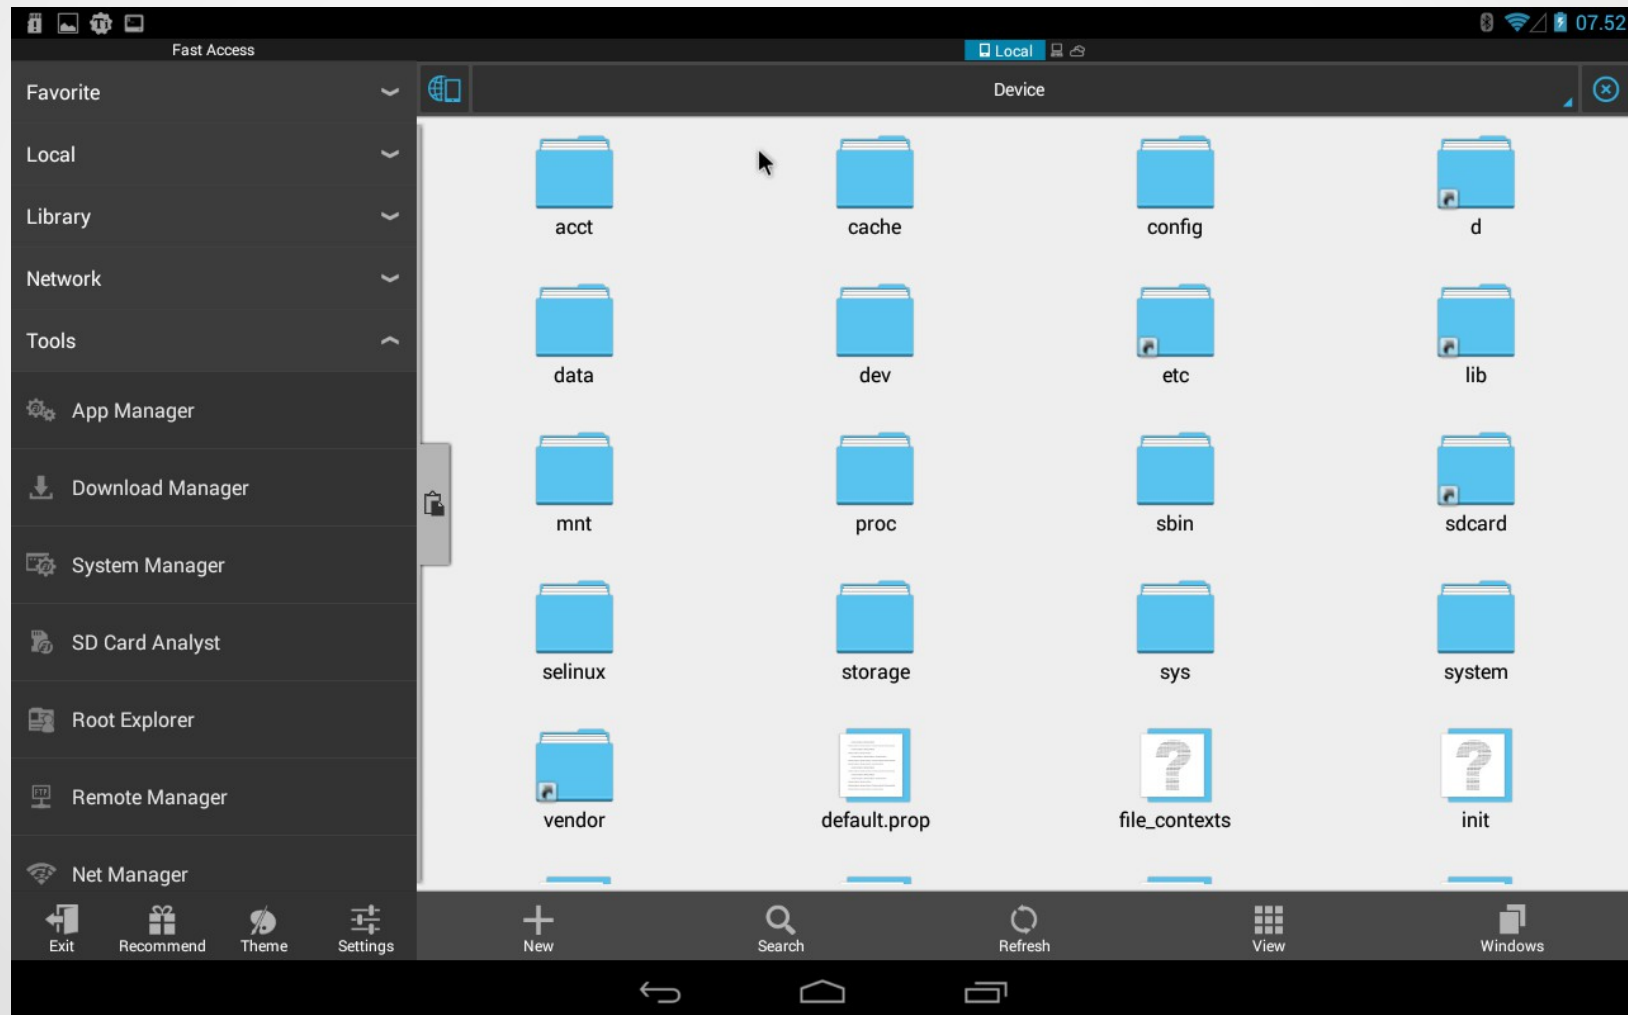 07.52
Fast Access
Local
Favorite
Local
Library
Network
Tools
App Manager
Download Manager
System Manager
SD Card Analyst
Root Explorer
Remote Manager
Net Manager
Exit
Recommend
Theme
Settings
Device
acct
cache
config
d
data
dev
etc
lib
mnt
proc
sbin
sdcard
selinux
storage
sys
system
vendor
default.prop
file_contexts
init
New
Search
Refresh
View
Windows